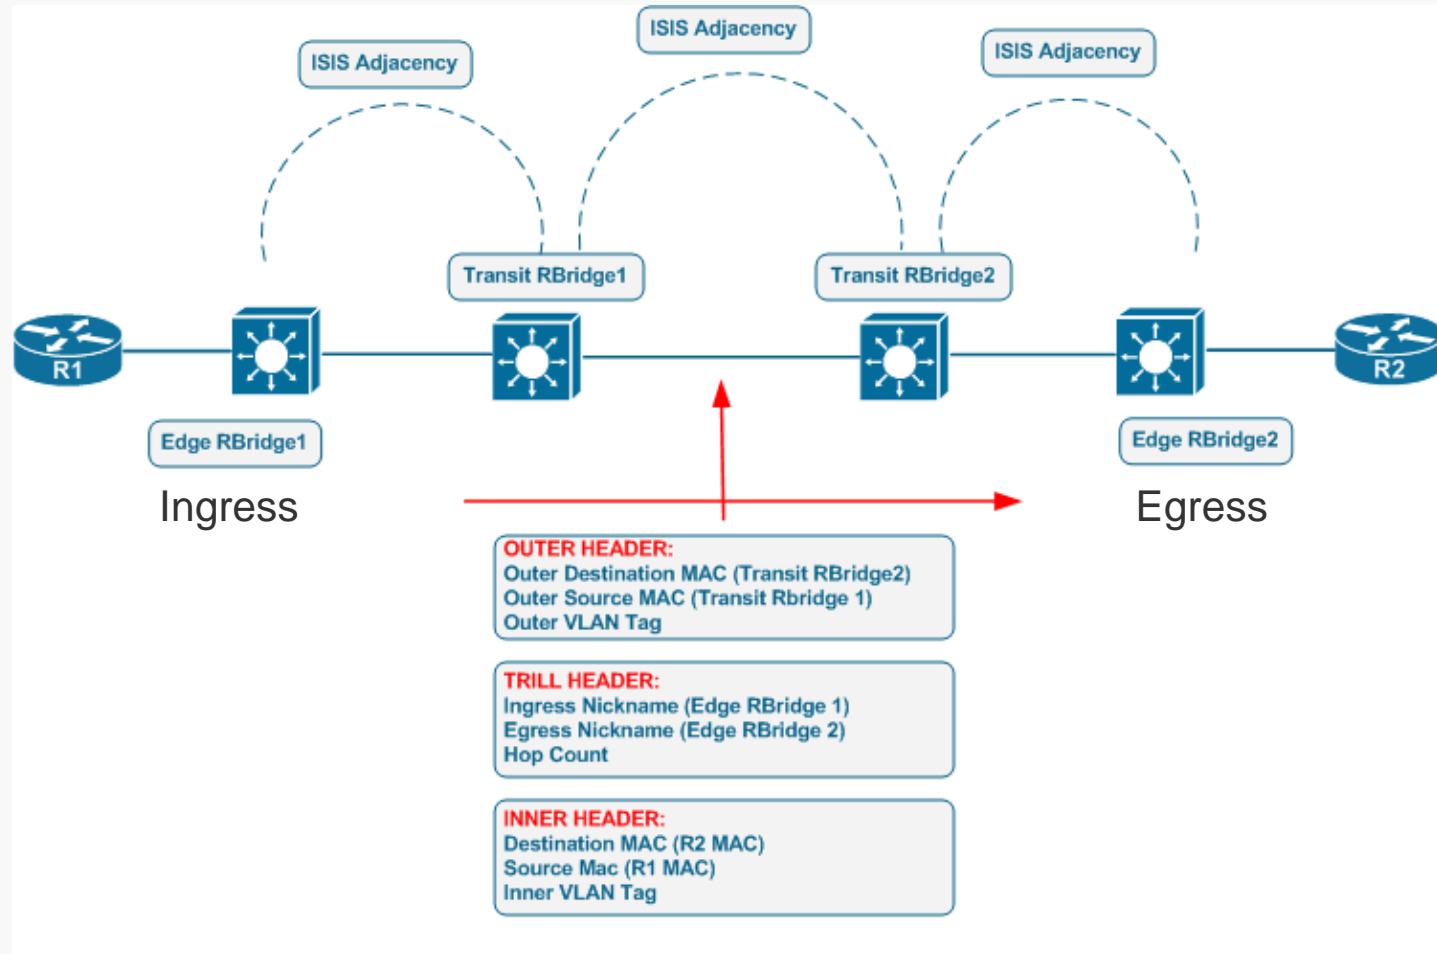 ISIS Adjacency
ISIS Adjacency
ISIS Adjacency
Transit RBridge1
Transit RBridge2
R1
R2
Edge RBridge1
Edge RBridge2
Ingress
Egress
OUTER HEADER:
Outer Destination MAC (Transit RBridge2)
Outer Source MAC (Transit Rbridge 1)
Outer VLAN Tag
TRILL HEADER:
Ingress Nickname (Edge RBridge 1)
Egress Nickname (Edge RBridge 2)
Hop Count
INNER HEADER:
Destination MAC (R2 MAC)
Source Mac (R1 MAC)
Inner VLAN Tag